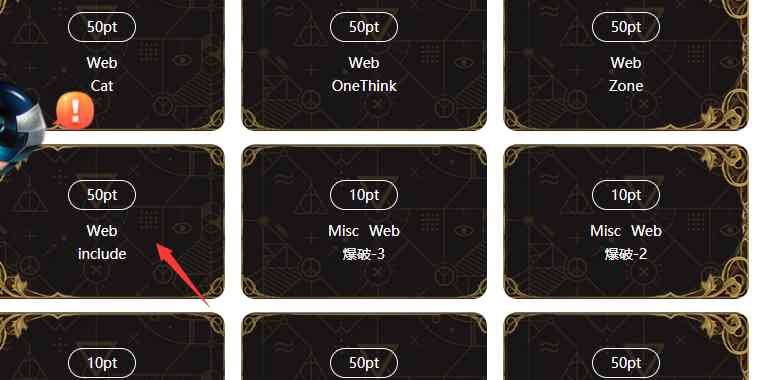 50pt
Web
Cat
50pt
Web
OneThink
50pt
Web
Zone
50pt
Web
include
10pt
Misc Web
爆破-3
10pt
Misc Web
爆破-2
10pt
50pt
50pt